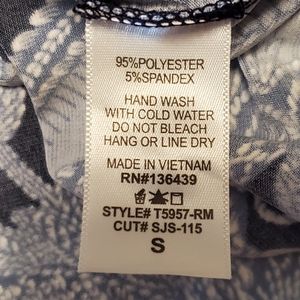 95%POLYESTER
5%SPANDEX
HAND WASH
WITH COLD WATER
DO NOT BLEACH
HANG OR LINE DRY
MADE IN VIETNAM
RN#136439
STYLE# T5957-RM
CUT# SJS-115
S